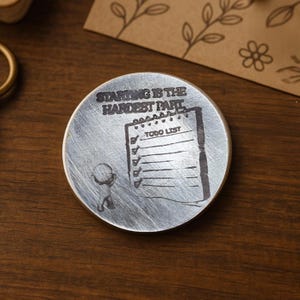 STARTING IS THE
HARDEST PART.
TODO LIST